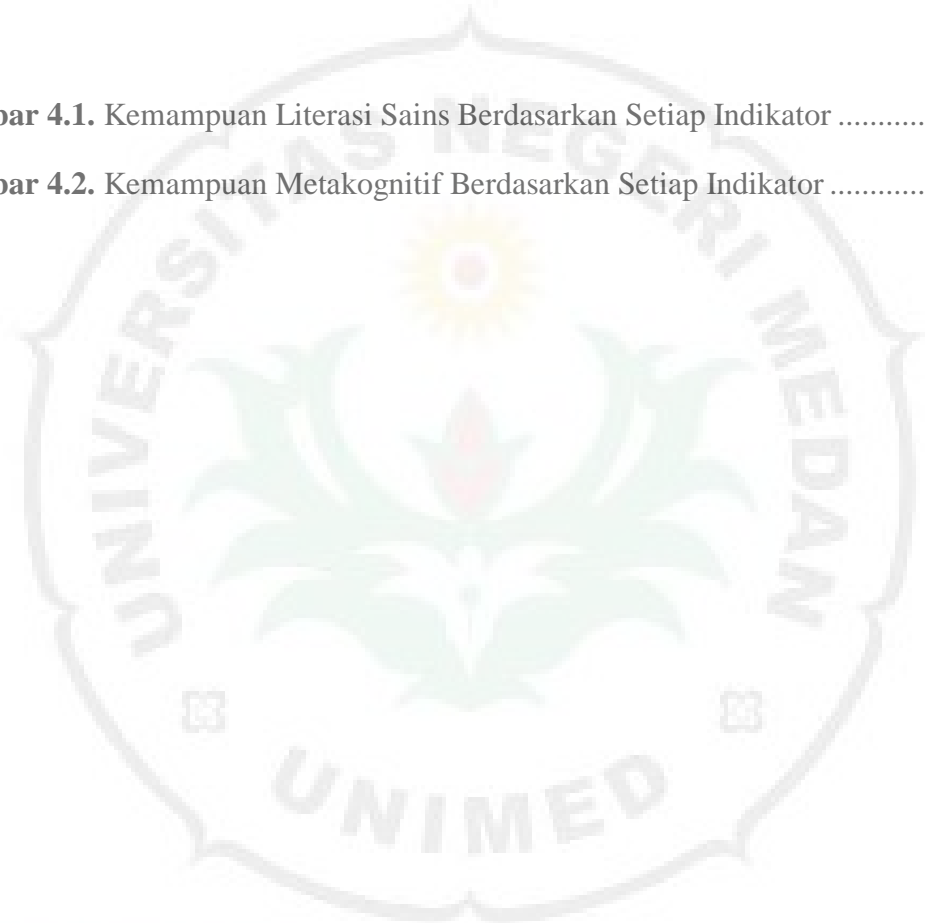 bar 4.1. Kemampuan Literasi Sains Berdasarkan Setiap Indikator ...........
bar 4.2. Kemampuan Metakognitif Berdasarkan Setiap Indikator ............
UNIVERSITAS NEGERI MEDAN
UNIMED